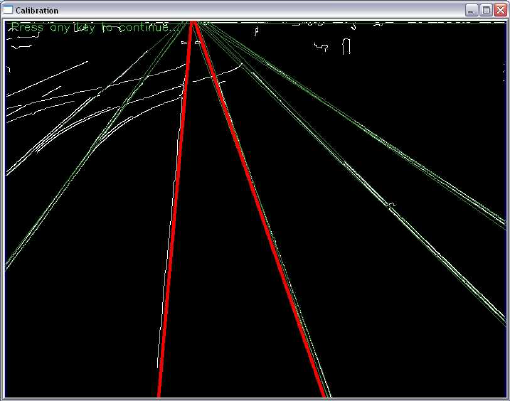 Calibration
Press any key to continue...